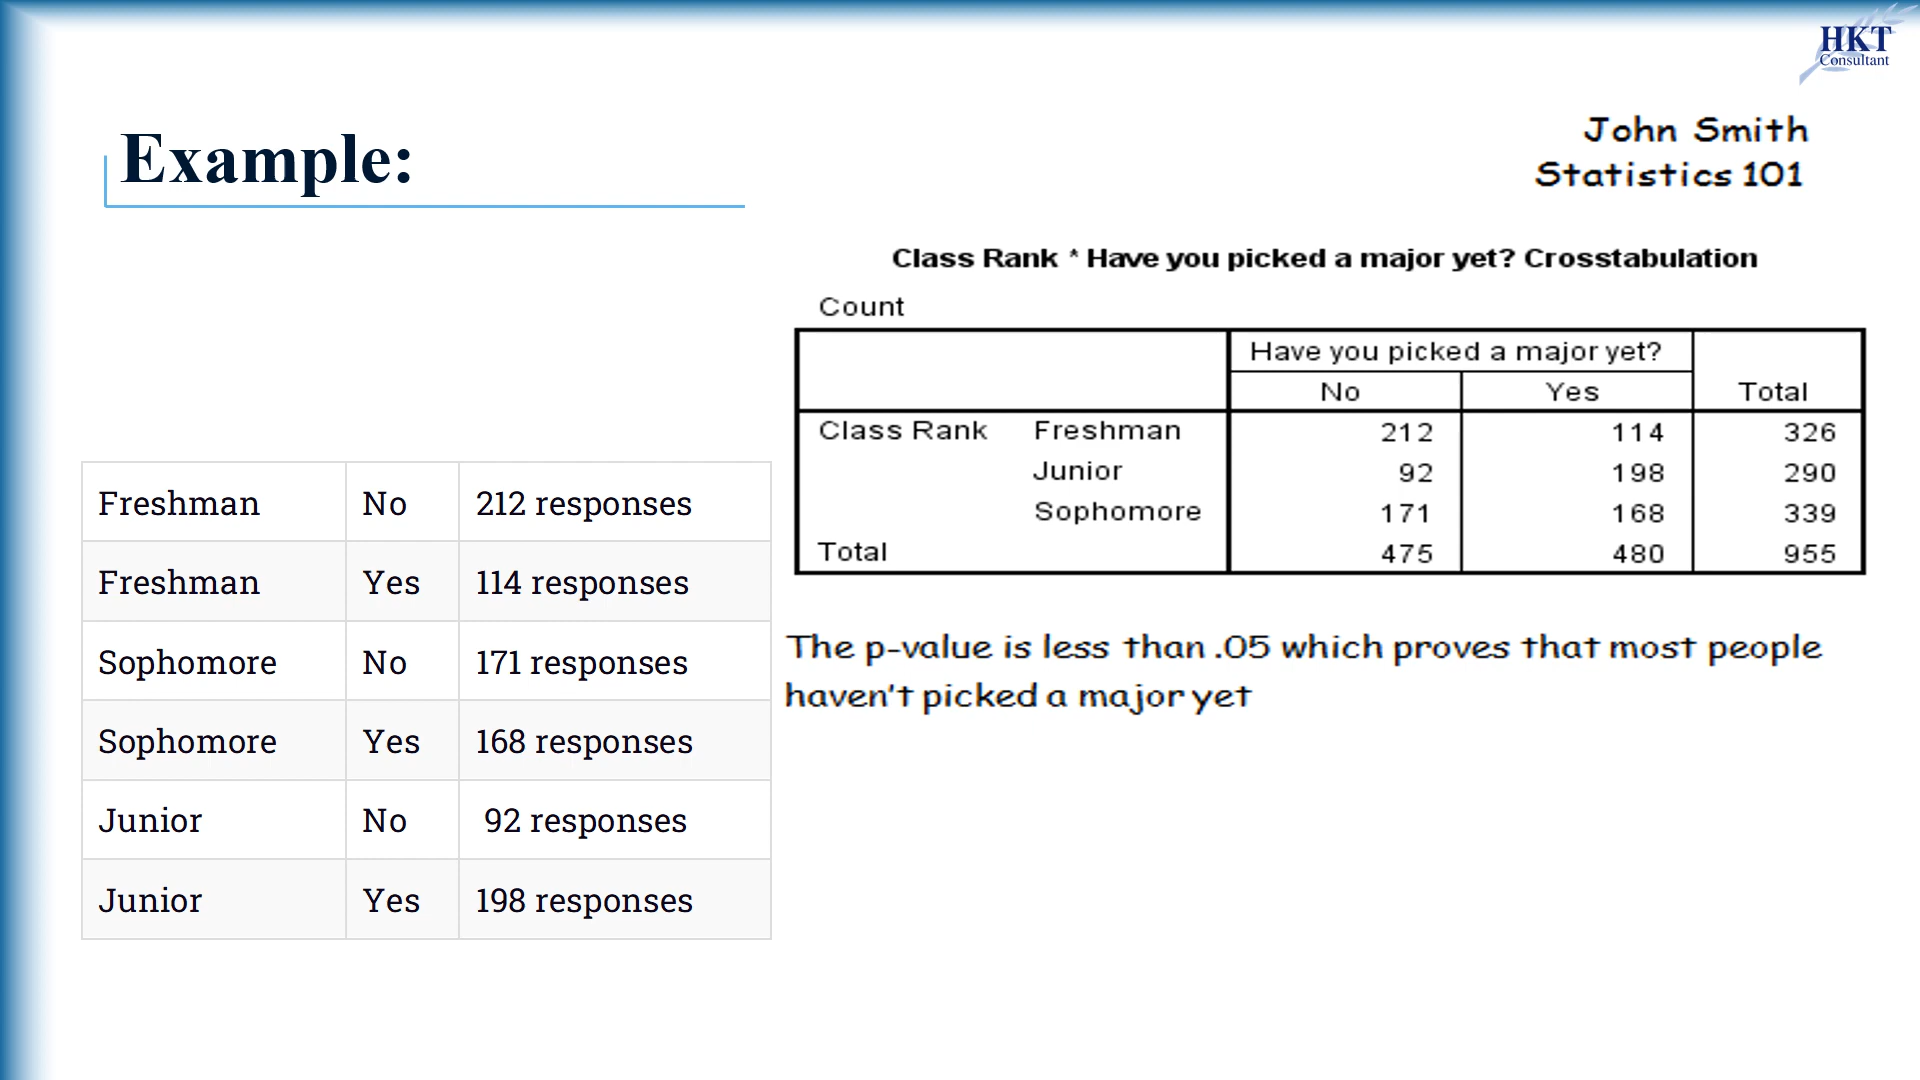 HKT
Consultant
Example:
John Smith
Statistics 101
Class Rank * Have you picked a major yet? Crosstabulation
Count
Have you picked a major yet?
No Yes Total
Class Rank Freshman 212 114 326
Junior 92 198 290
Sophomore 171 168 339
Total 475 480 955
Freshman No 212 responses
Freshman Yes 114 responses
Sophomore No 171 responses
Sophomore Yes 168 responses
Junior No 92 responses
Junior Yes 198 responses
The p-value is less than .05 which proves that most people
haven't picked a major yet